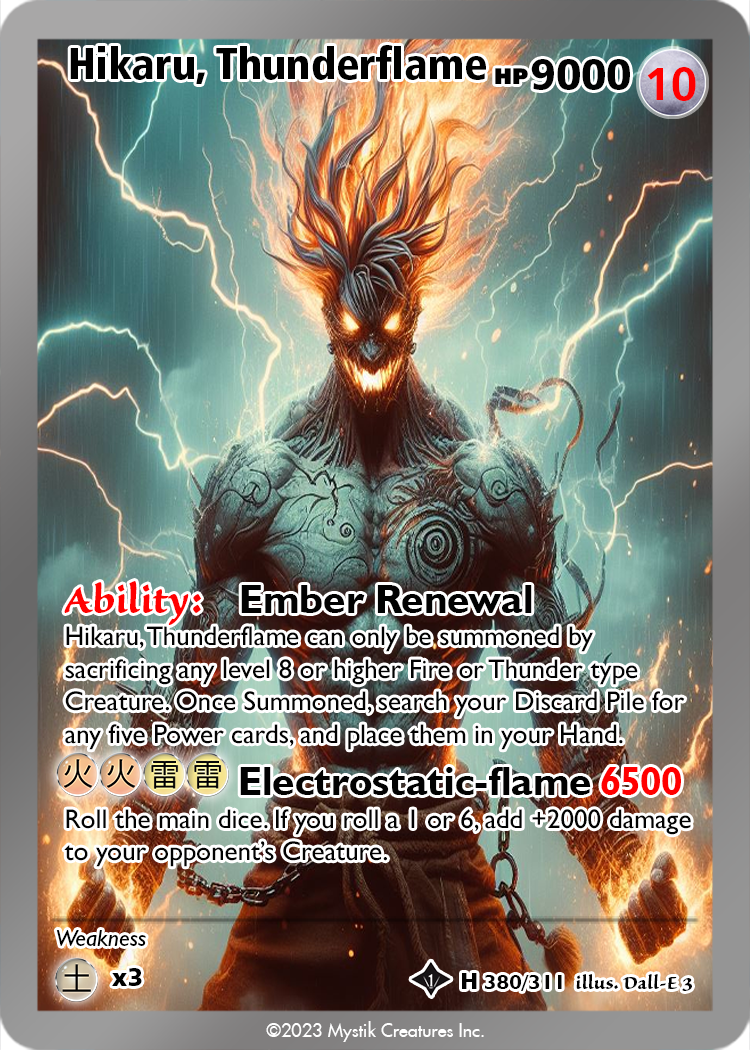 Hikaru, Thunderflame HP 9000 10
Ability: Ember Renewal
Hikaru, Thunderflame can only be summoned by
sacrificing any level 8 or higher Fire or Thunder type
Creature. Once Summoned, search your Discard Pile for
any five Power cards, and place them in your Hand.
火 火 雷 雷 Electrostatic-flame 6500
Roll the main dice. If you roll a 1 or 6, add +2000 damage
to your opponent's Creature.
Weakness
土 x3 1 H 380/311 illus. Dall-E 3
©2023 Mystik Creatures Inc.